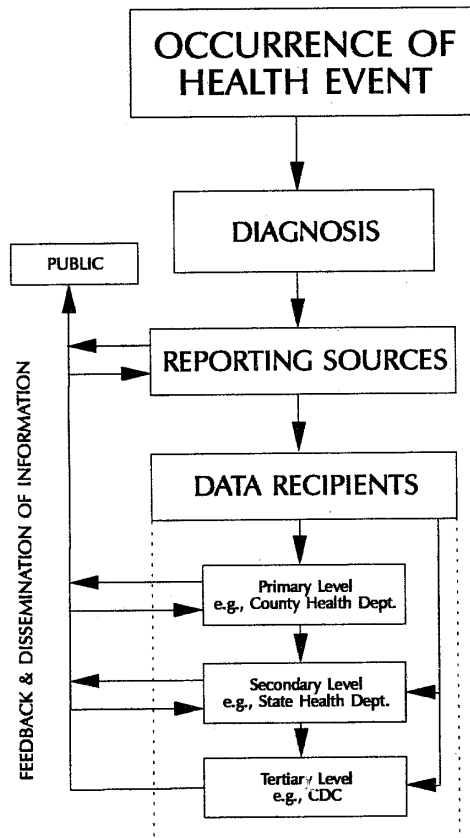 OCCURRENCE OF
HEALTH EVENT
DIAGNOSIS
PUBLIC
REPORTING SOURCES
FEEDBACK & DISSEMINATION OF INFORMATION
DATA RECIPIENTS
Primary Level
e.g., County Health Dept.
Secondary Level
e.g., State Health Dept.
Tertiary Level
e.g., CDC